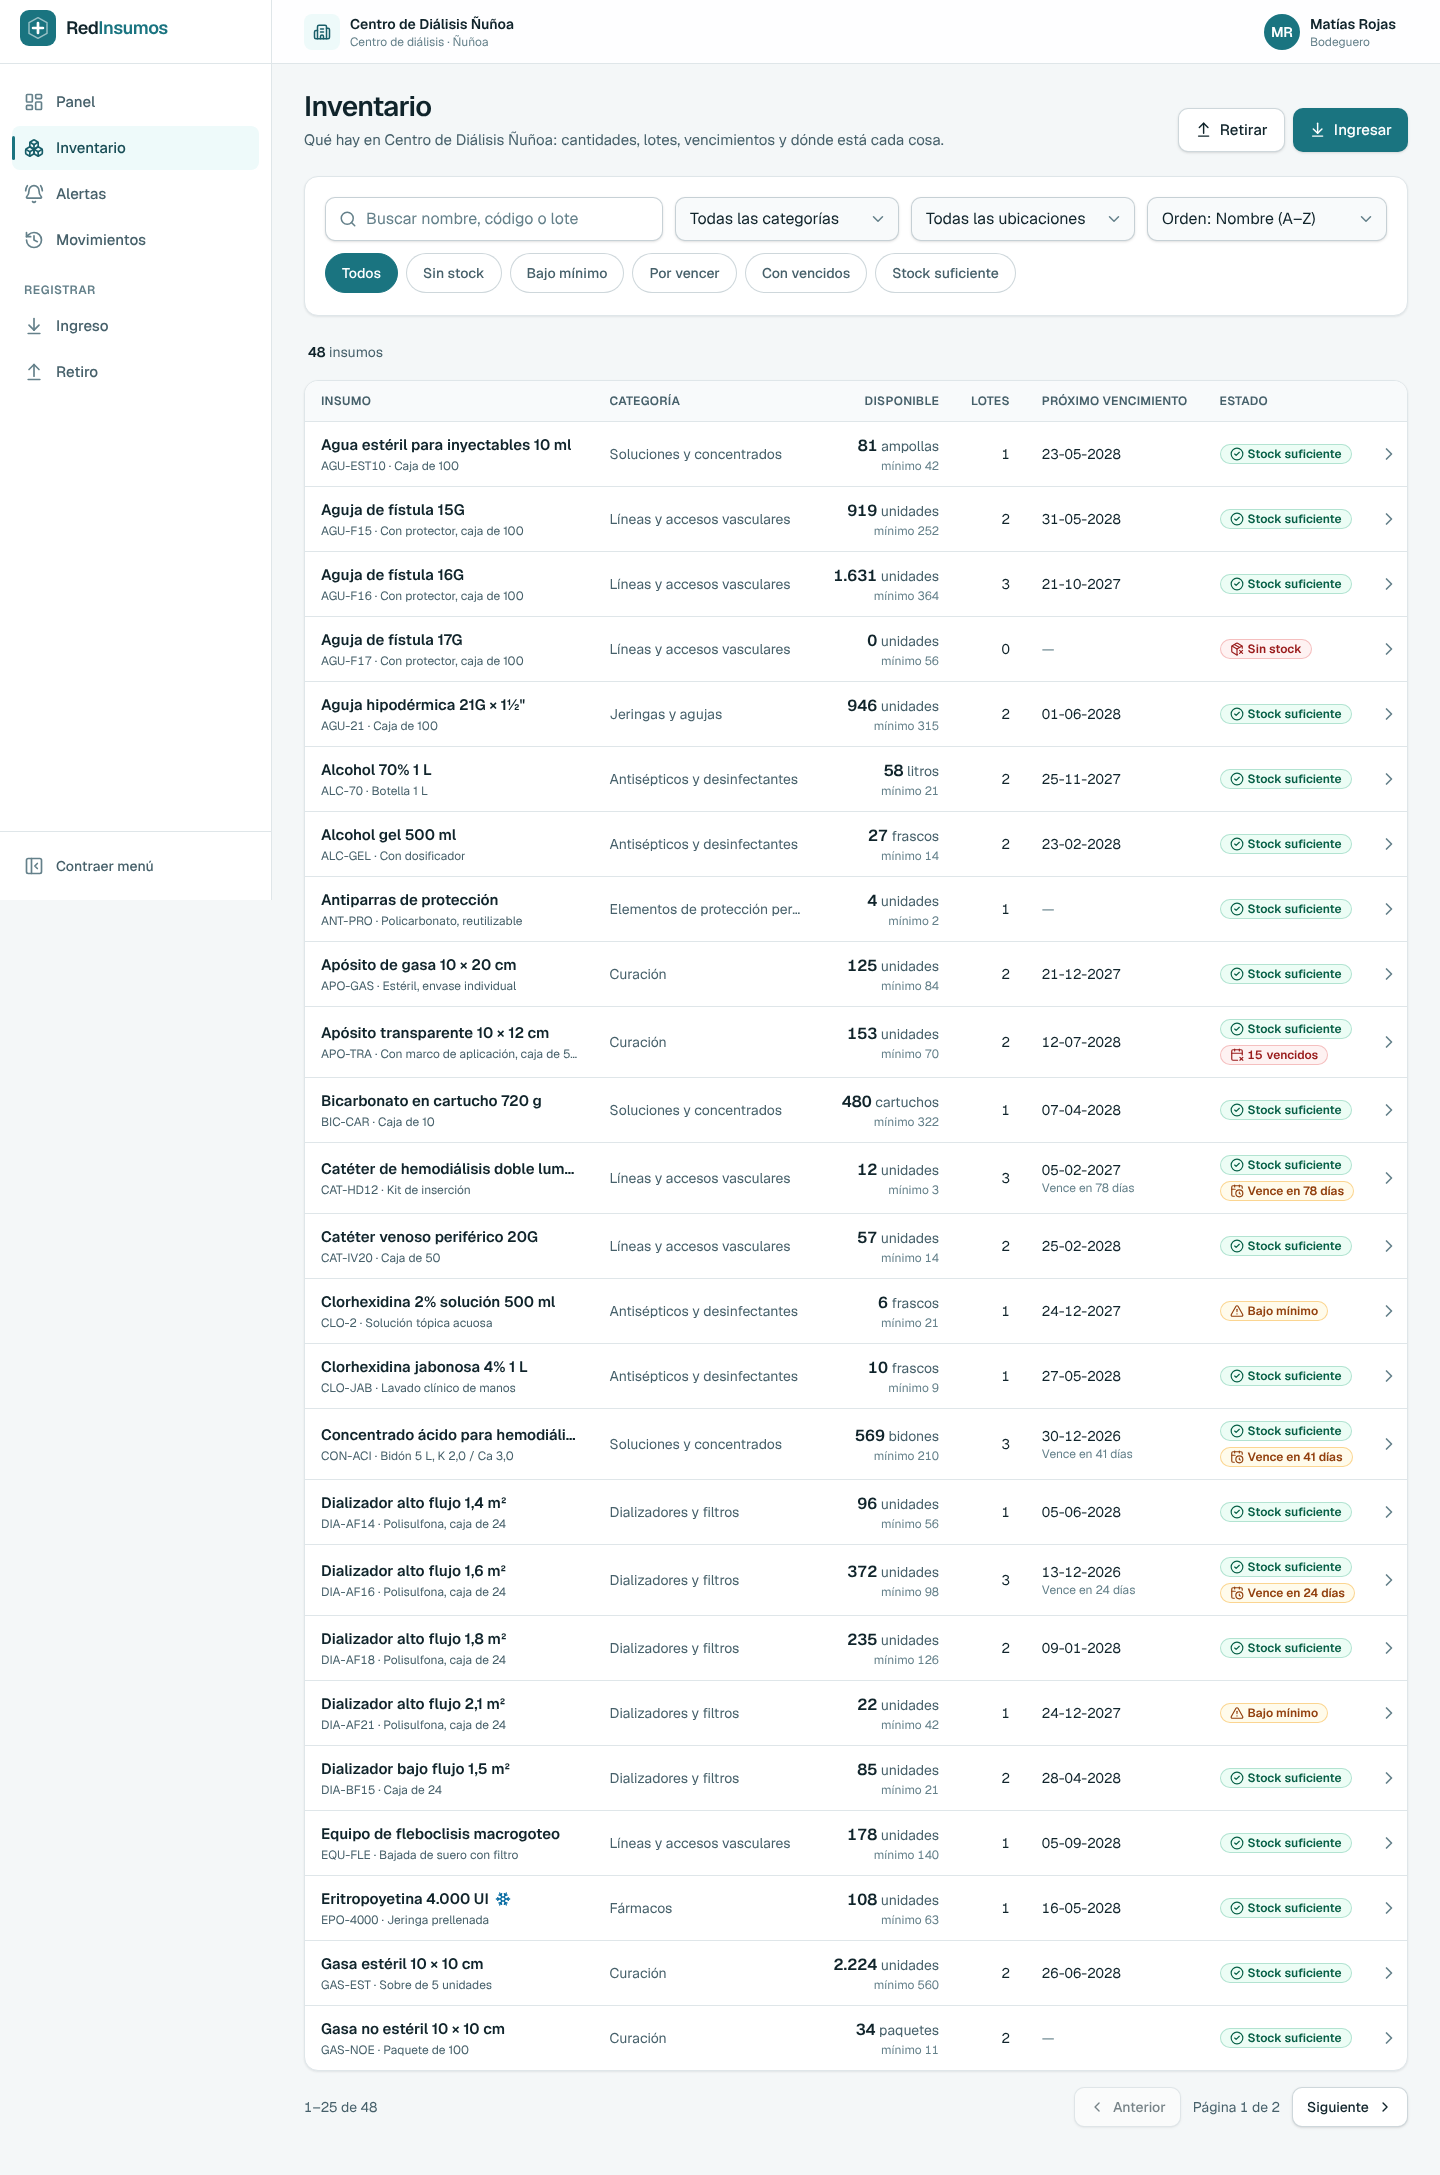 RedInsumos
Centro de Diálisis Ñuñoa
Centro de diálisis · Ñuñoa
MR
Matías Rojas
Bodeguero
Panel
Inventario
Alertas
Movimientos
REGISTRAR
Ingreso
Retiro
Contraer menú
Inventario
Qué hay en Centro de Diálisis Ñuñoa: cantidades, lotes, vencimientos y dónde está cada cosa.
Retirar
Ingresar
Buscar nombre, código o lote
Todas las categorías
Todas las ubicaciones
Orden: Nombre (A–Z)
Todos
Sin stock
Bajo mínimo
Por vencer
Con vencidos
Stock suficiente
48 insumos
INSUMO CATEGORÍA DISPONIBLE LOTES PRÓXIMO VENCIMIENTO ESTADO
Agua estéril para inyectables 10 ml
AGU-EST10 · Caja de 100
Soluciones y concentrados
81 ampollas
mínimo 42
1
23-05-2028
Stock suficiente
Aguja de fístula 15G
AGU-F15 · Con protector, caja de 100
Líneas y accesos vasculares
919 unidades
mínimo 252
2
31-05-2028
Stock suficiente
Aguja de fístula 16G
AGU-F16 · Con protector, caja de 100
Líneas y accesos vasculares
1.631 unidades
mínimo 364
3
21-10-2027
Stock suficiente
Aguja de fístula 17G
AGU-F17 · Con protector, caja de 100
Líneas y accesos vasculares
0 unidades
mínimo 56
0
—
Sin stock
Aguja hipodérmica 21G × 1½"
AGU-21 · Caja de 100
Jeringas y agujas
946 unidades
mínimo 315
2
01-06-2028
Stock suficiente
Alcohol 70% 1 L
ALC-70 · Botella 1 L
Antisépticos y desinfectantes
58 litros
mínimo 21
2
25-11-2027
Stock suficiente
Alcohol gel 500 ml
ALC-GEL · Con dosificador
Antisépticos y desinfectantes
27 frascos
mínimo 14
2
23-02-2028
Stock suficiente
Antiparras de protección
ANT-PRO · Policarbonato, reutilizable
Elementos de protección per...
4 unidades
mínimo 2
1
—
Stock suficiente
Apósito de gasa 10 × 20 cm
APO-GAS · Estéril, envase individual
Curación
125 unidades
mínimo 84
2
21-12-2027
Stock suficiente
Apósito transparente 10 × 12 cm
APO-TRA · Con marco de aplicación, caja de 5...
Curación
153 unidades
mínimo 70
2
12-07-2028
Stock suficiente
15 vencidos
Bicarbonato en cartucho 720 g
BIC-CAR · Caja de 10
Soluciones y concentrados
480 cartuchos
mínimo 322
1
07-04-2028
Stock suficiente
Catéter de hemodiálisis doble lum...
CAT-HD12 · Kit de inserción
Líneas y accesos vasculares
12 unidades
mínimo 3
3
05-02-2027
Vence en 78 días
Stock suficiente
Vence en 78 días
Catéter venoso periférico 20G
CAT-IV20 · Caja de 50
Líneas y accesos vasculares
57 unidades
mínimo 14
2
25-02-2028
Stock suficiente
Clorhexidina 2% solución 500 ml
CLO-2 · Solución tópica acuosa
Antisépticos y desinfectantes
6 frascos
mínimo 21
1
24-12-2027
Bajo mínimo
Clorhexidina jabonosa 4% 1 L
CLO-JAB · Lavado clínico de manos
Antisépticos y desinfectantes
10 frascos
mínimo 9
1
27-05-2028
Stock suficiente
Concentrado ácido para hemodiáli...
CON-ACI · Bidón 5 L, K 2,0 / Ca 3,0
Soluciones y concentrados
569 bidones
mínimo 210
3
30-12-2026
Vence en 41 días
Stock suficiente
Vence en 41 días
Dializador alto flujo 1,4 m²
DIA-AF14 · Polisulfona, caja de 24
Dializadores y filtros
96 unidades
mínimo 56
1
05-06-2028
Stock suficiente
Dializador alto flujo 1,6 m²
DIA-AF16 · Polisulfona, caja de 24
Dializadores y filtros
372 unidades
mínimo 98
3
13-12-2026
Vence en 24 días
Stock suficiente
Vence en 24 días
Dializador alto flujo 1,8 m²
DIA-AF18 · Polisulfona, caja de 24
Dializadores y filtros
235 unidades
mínimo 126
2
09-01-2028
Stock suficiente
Dializador alto flujo 2,1 m²
DIA-AF21 · Polisulfona, caja de 24
Dializadores y filtros
22 unidades
mínimo 42
1
24-12-2027
Bajo mínimo
Dializador bajo flujo 1,5 m²
DIA-BF15 · Caja de 24
Dializadores y filtros
85 unidades
mínimo 21
2
28-04-2028
Stock suficiente
Equipo de fleboclisis macrogoteo
EQU-FLE · Bajada de suero con filtro
Líneas y accesos vasculares
178 unidades
mínimo 140
1
05-09-2028
Stock suficiente
Eritropoyetina 4.000 UI
EPO-4000 · Jeringa prellenada
Fármacos
108 unidades
mínimo 63
1
16-05-2028
Stock suficiente
Gasa estéril 10 × 10 cm
GAS-EST · Sobre de 5 unidades
Curación
2.224 unidades
mínimo 560
2
26-06-2028
Stock suficiente
Gasa no estéril 10 × 10 cm
GAS-NOE · Paquete de 100
Curación
34 paquetes
mínimo 11
2
—
Stock suficiente
1–25 de 48
Anterior
Página 1 de 2
Siguiente